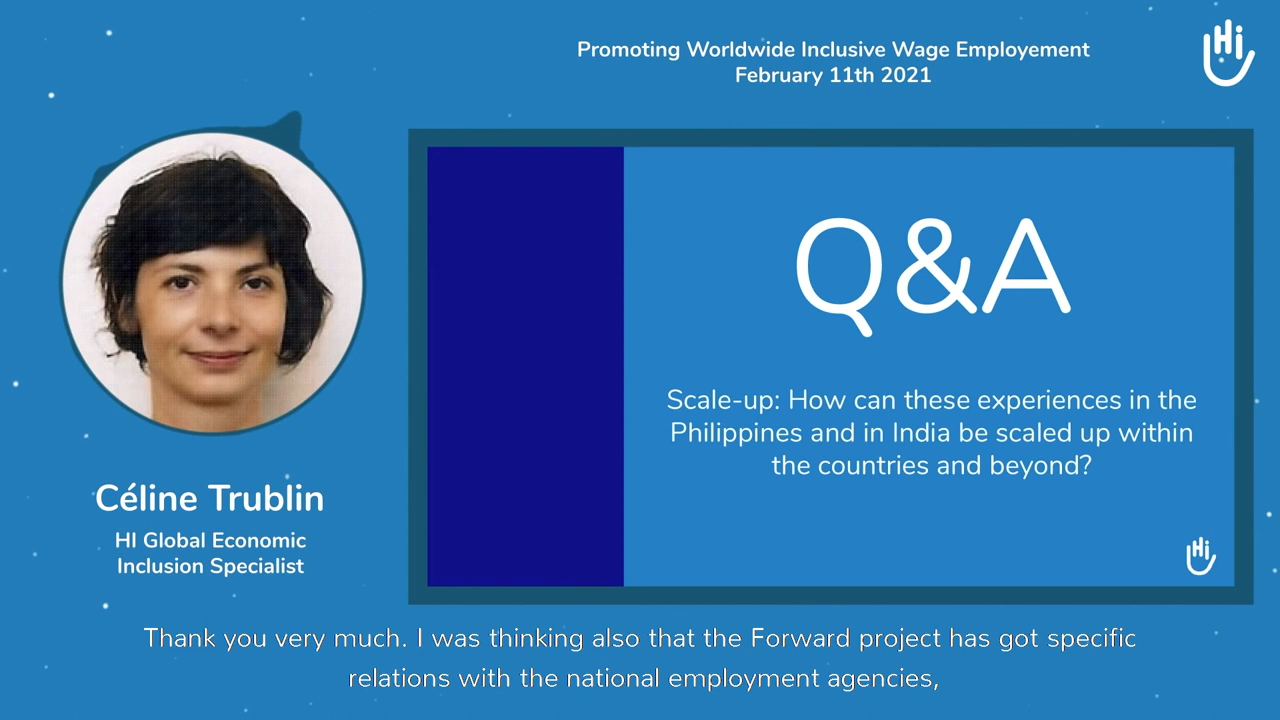 Promoting Worldwide Inclusive Wage Employement
February 11th 2021
Hi
Q&A
Scale-up: How can these experiences in the
Philippines and in India be scaled up within
the countries and beyond?
Hi
Céline Trublin
HI Global Economic
Inclusion Specialist
Thank you very much. I was thinking also that the Forward project has got specific
relations with the national employment agencies,